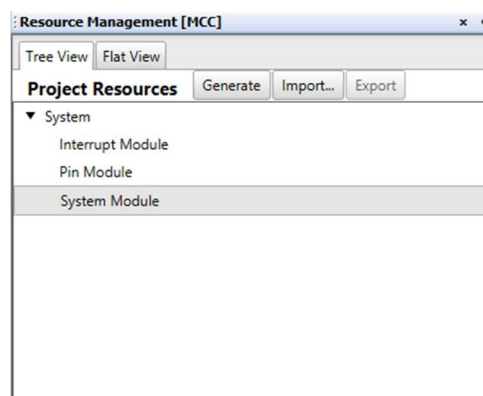 Resource Management [MCC]
Tree View Flat View
Project Resources Generate Import... Export
System
Interrupt Module
Pin Module
System Module